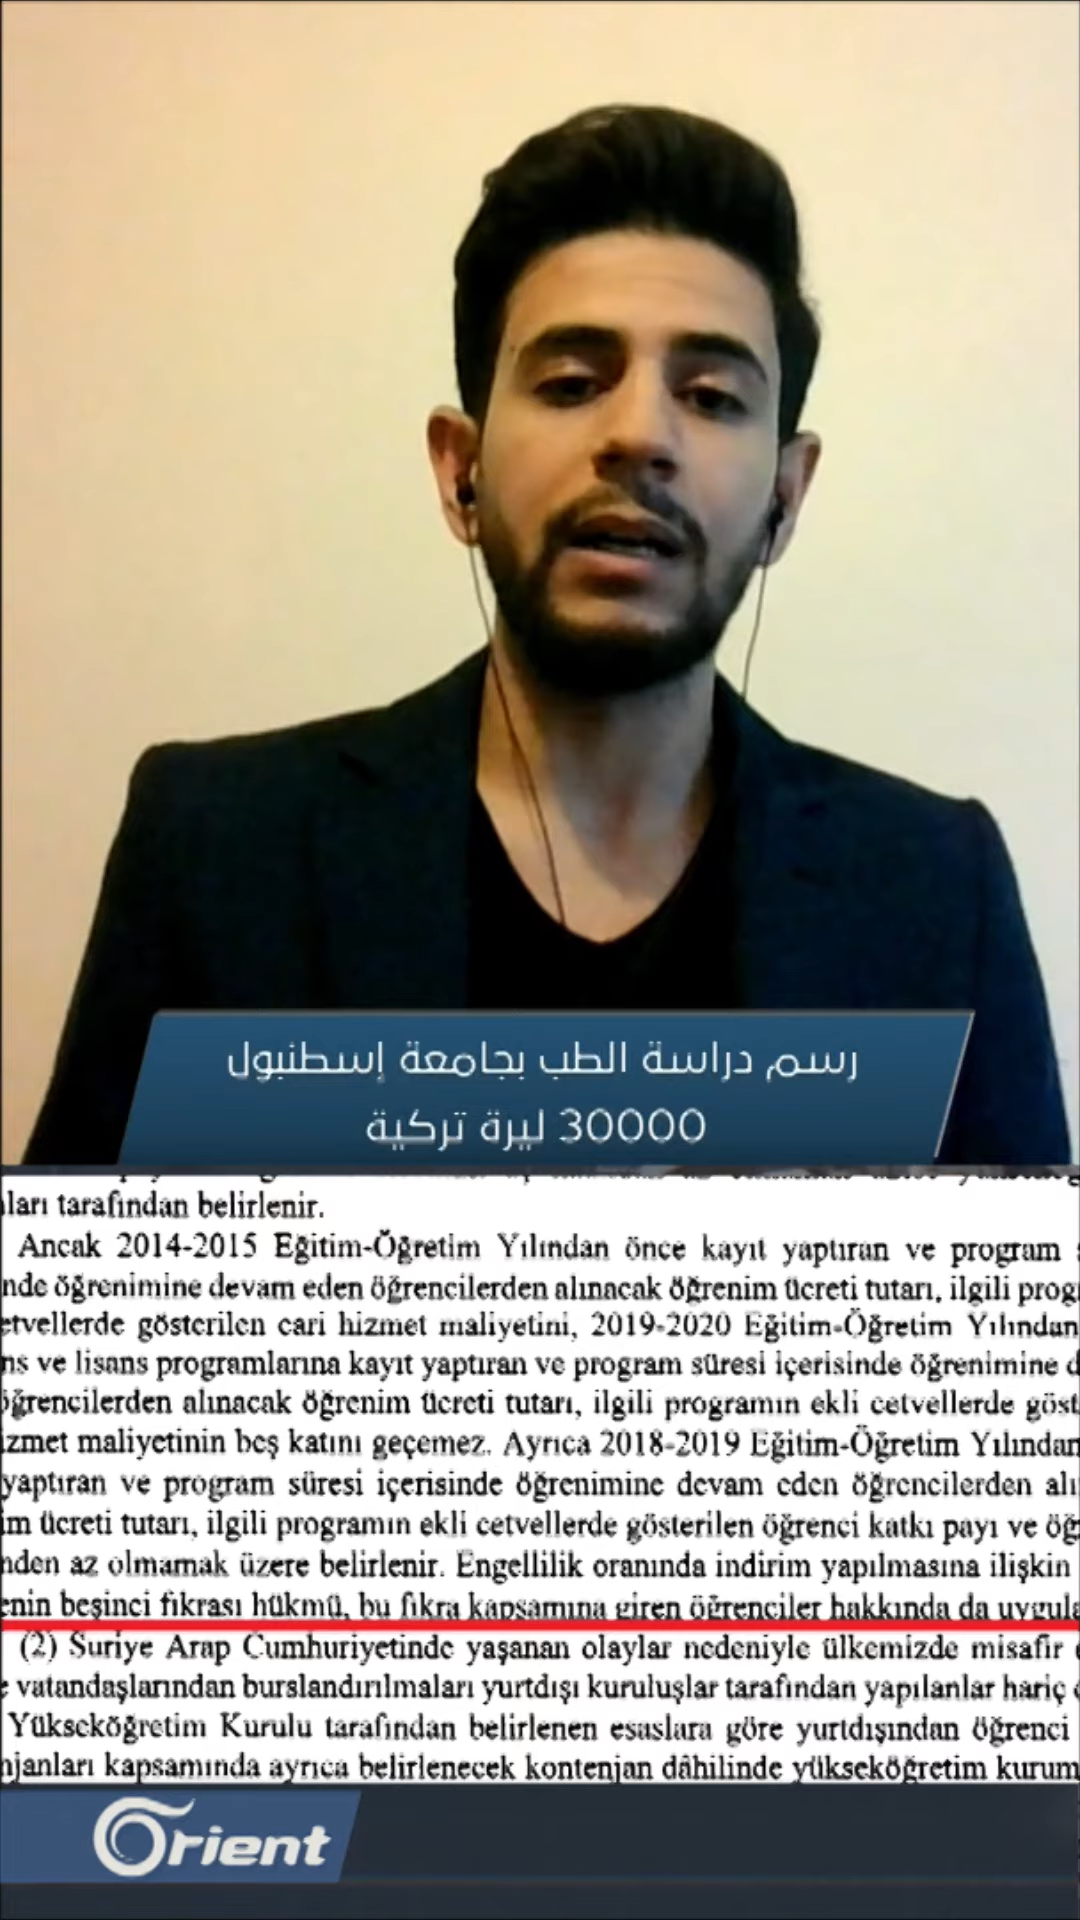 رسم دراسة الطب بجامعة إسطنبول
30000 ليرة تركية
ıları tarafından belirlenir.
Ancak 2014-2015 Eğitim-Öğretim Yılından önce kayıt yaptıran ve program
nde öğrenimine devam eden öğrencilerden alınacak öğrenim ücreti tutarı, ilgili prog
etvellerde gösterilen cari hizmet maliyetini, 2019-2020 Eğitim-Öğretim Yılından
ns ve lisans programlarına kayıt yaptıran ve program süresi içerisinde öğrenimine d
öğrencilerden alınacak öğrenim ücreti tutarı, ilgili programın ekli cetvellerde göst
izmet maliyetinin beş katını geçemez. Ayrıca 2018-2019 Eğitim-Öğretim Yılından
yaptıran ve program süresi içerisinde öğrenimine devam eden öğrencilerden alı
im ücreti tutarı, ilgili programın ekli cetvellerde gösterilen öğrenci katkı payı ve öğ
nden az olmamak üzere belirlenir. Engellilik oranında indirim yapılmasına ilişkin
enin beşinci fıkrası hükmü, bu fıkra kapsamına giren öğrenciler hakkında da uygula
(2) Suriye Arap Cumhuriyetinde yaşanan olaylar nedeniyle ülkemizde misafir
vatandaşlarından burslandırılmaları yurtdışı kuruluşlar tarafından yapılanlar hariç
Yükseköğretim Kurulu tarafından belirlenen esaslara göre yurtdışından öğrenci
njanları kapsamında ayrıca belirlenecek kontenjan dâhilinde yükseköğretim kurum
Orient